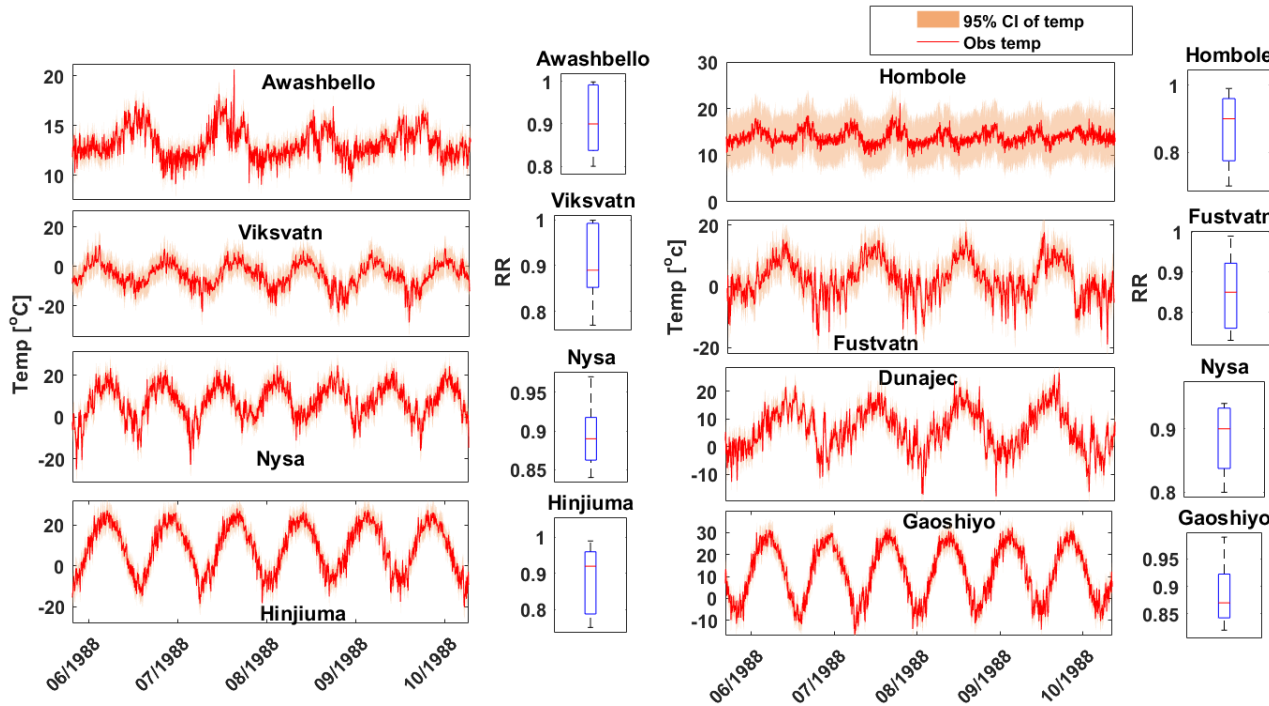 95% CI of temp
Obs temp
Awashbello
20
15
10
Awashbello
1
0.9
0.8
Viksvatn
20
0
-20
Viksvatn
1
0.9
0.8
RR
Temp [°C]
Nysa
20
0
-20
Nysa
0.95
0.9
0.85
Hinjiuma
20
0
-20
Hinjiuma
1
0.9
0.8
06/1988
07/1988
08/1988
09/1988
10/1988
Hombole
30
20
10
0
Hombole
1
0.8
Temp [°c]
20
0
-20
Fustvatn
Fustvatn
1
0.9
0.8
RR
Dunajec
20
10
0
-10
Nysa
0.9
0.8
Gaoshiyo
30
20
10
0
-10
Gaoshiyo
0.95
0.9
0.85
06/1988
07/1988
08/1988
09/1988
10/1988